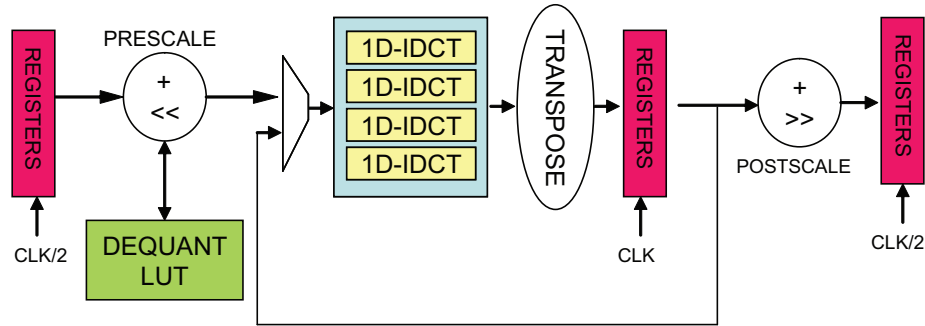 REGISTERS
PRESCALE
+
<<
CLK/2
DEQUANT
LUT
1D-IDCT
1D-IDCT
1D-IDCT
1D-IDCT
TRANSPOSE
REGISTERS
CLK
+
>>
POSTSCALE
REGISTERS
CLK/2